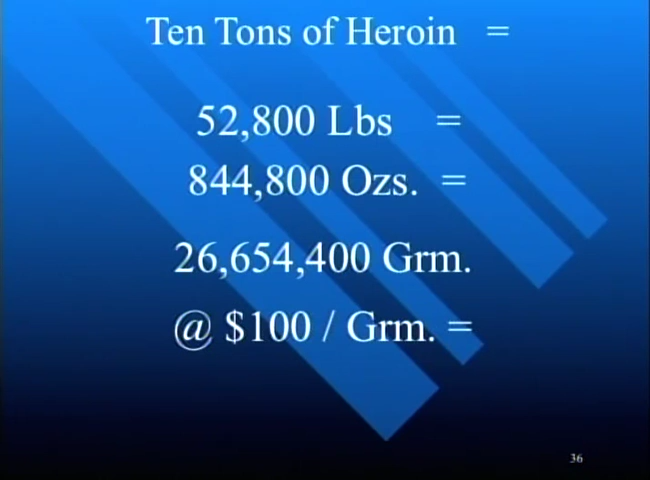 Ten Tons of Heroin =
52,800 Lbs =
844,800 Ozs. =
26,654,400 Grm.
@ $100 / Grm. =
36